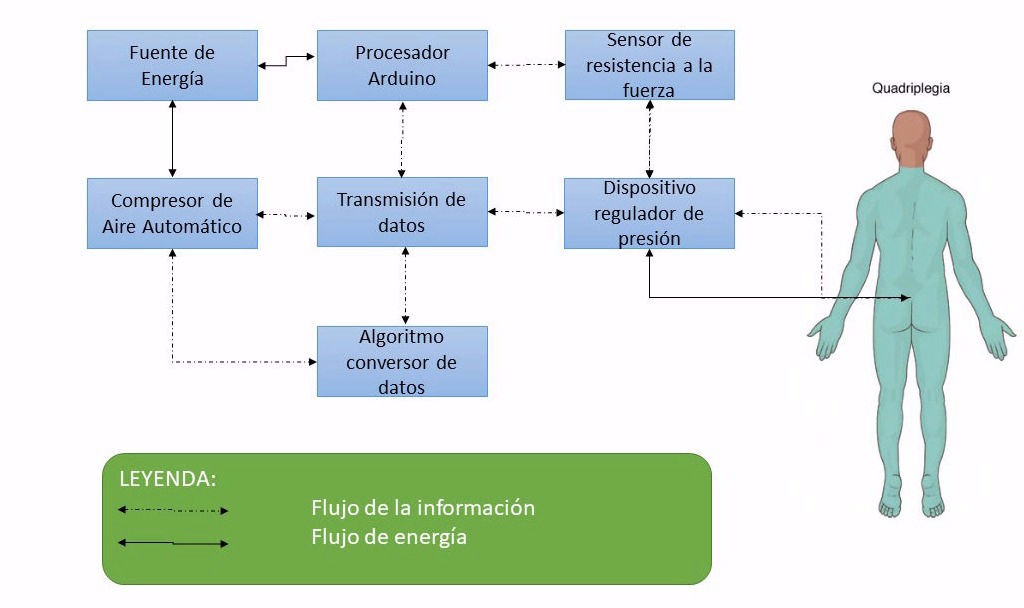 Fuente de
Energía
Procesador
Arduino
Sensor de
resistencia a la
fuerza
Quadriplegia
Compresor de
Aire Automático
Transmisión de
datos
Dispositivo
regulador de
presión
Algoritmo
conversor de
datos
LEYENDA:
Flujo de la información
Flujo de energía